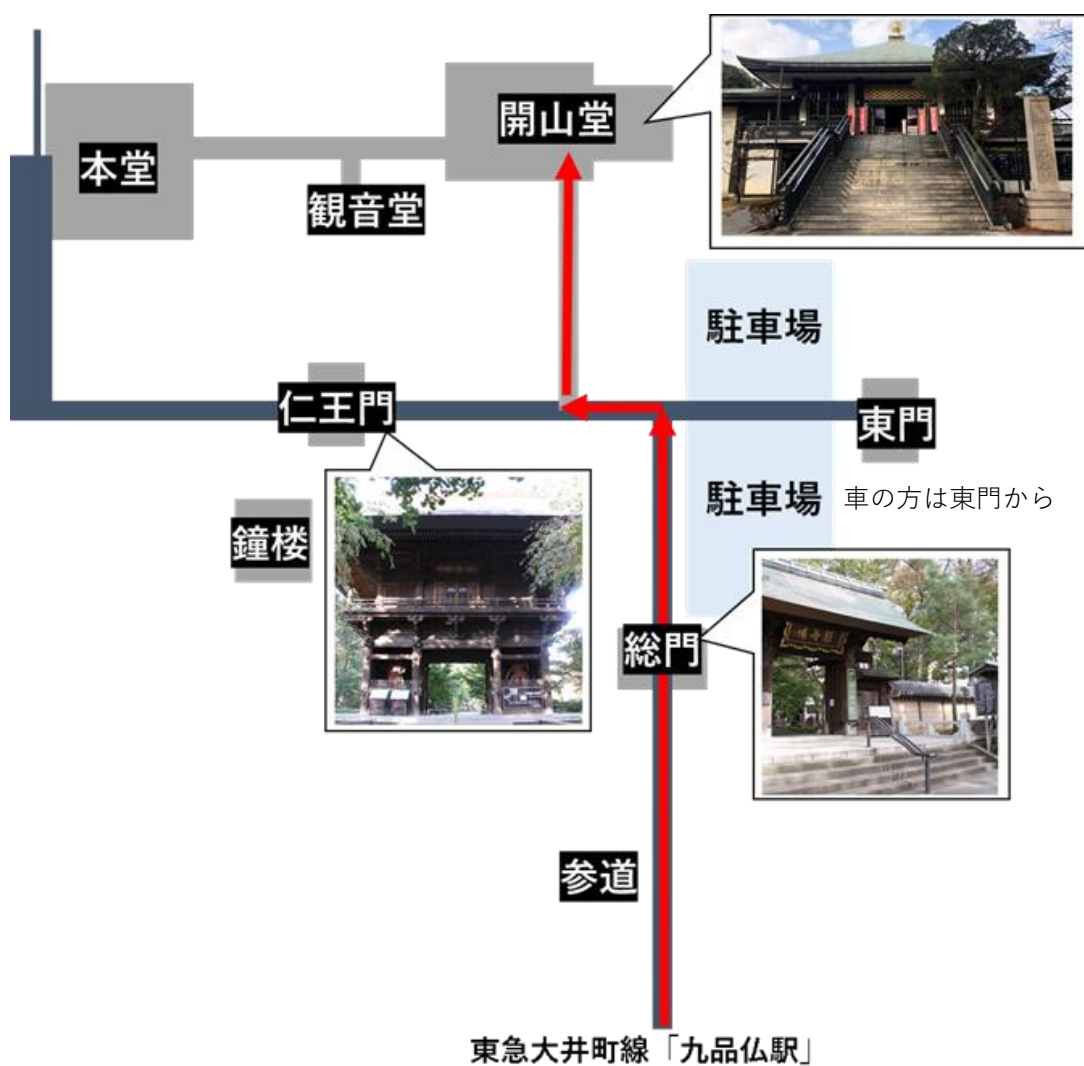 開山堂
本堂
観音堂
駐車場
仁王門
東門
駐車場
車の方は東門から
鐘楼
総門
参道
東急大井町線「九品仏駅」